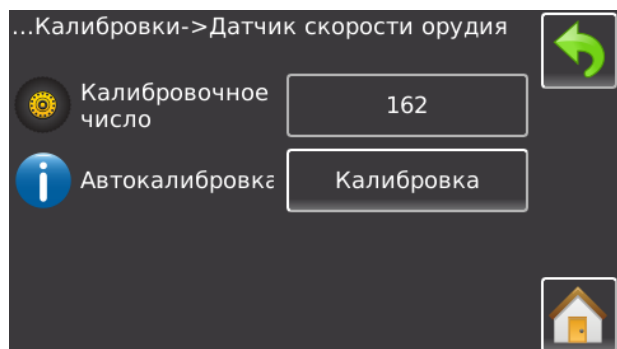 ...Калибровки->Датчик скорости орудия
Калибровочное
число
162
Автокалибровка
Калибровка